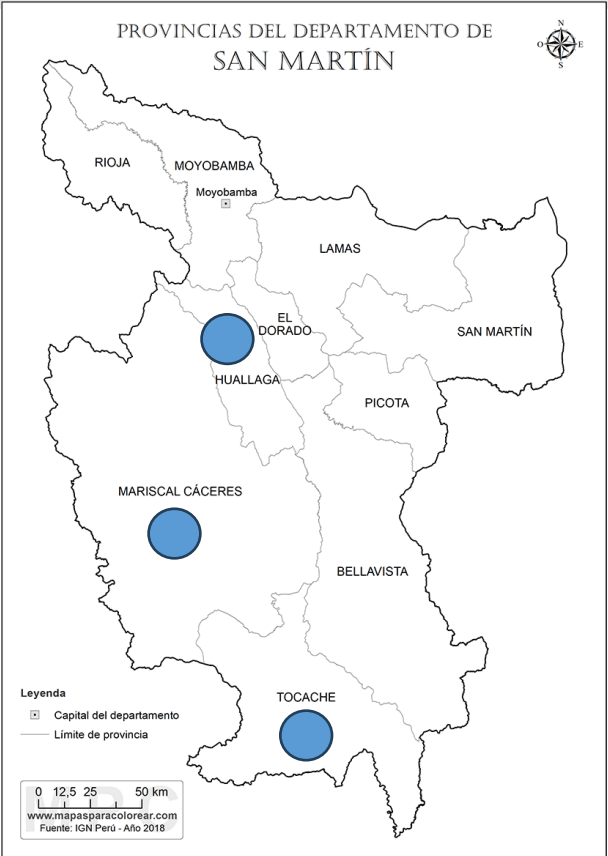 PROVINCIAS DEL DEPARTAMENTO DE
SAN MARTÍN
N
O
E
S
RIOJA
MOYOBAMBA
Moyobamba
LAMAS
EL
DORADO
SAN MARTÍN
HUALLAGA
PICOTA
MARISCAL CÁCERES
BELLAVISTA
TOCACHE
Leyenda
Capital del departamento
Límite de provincia
0 12,5 25 50 km
MPC
www.mapasparacolorear.com
Fuente: IGN Perú - Año 2018